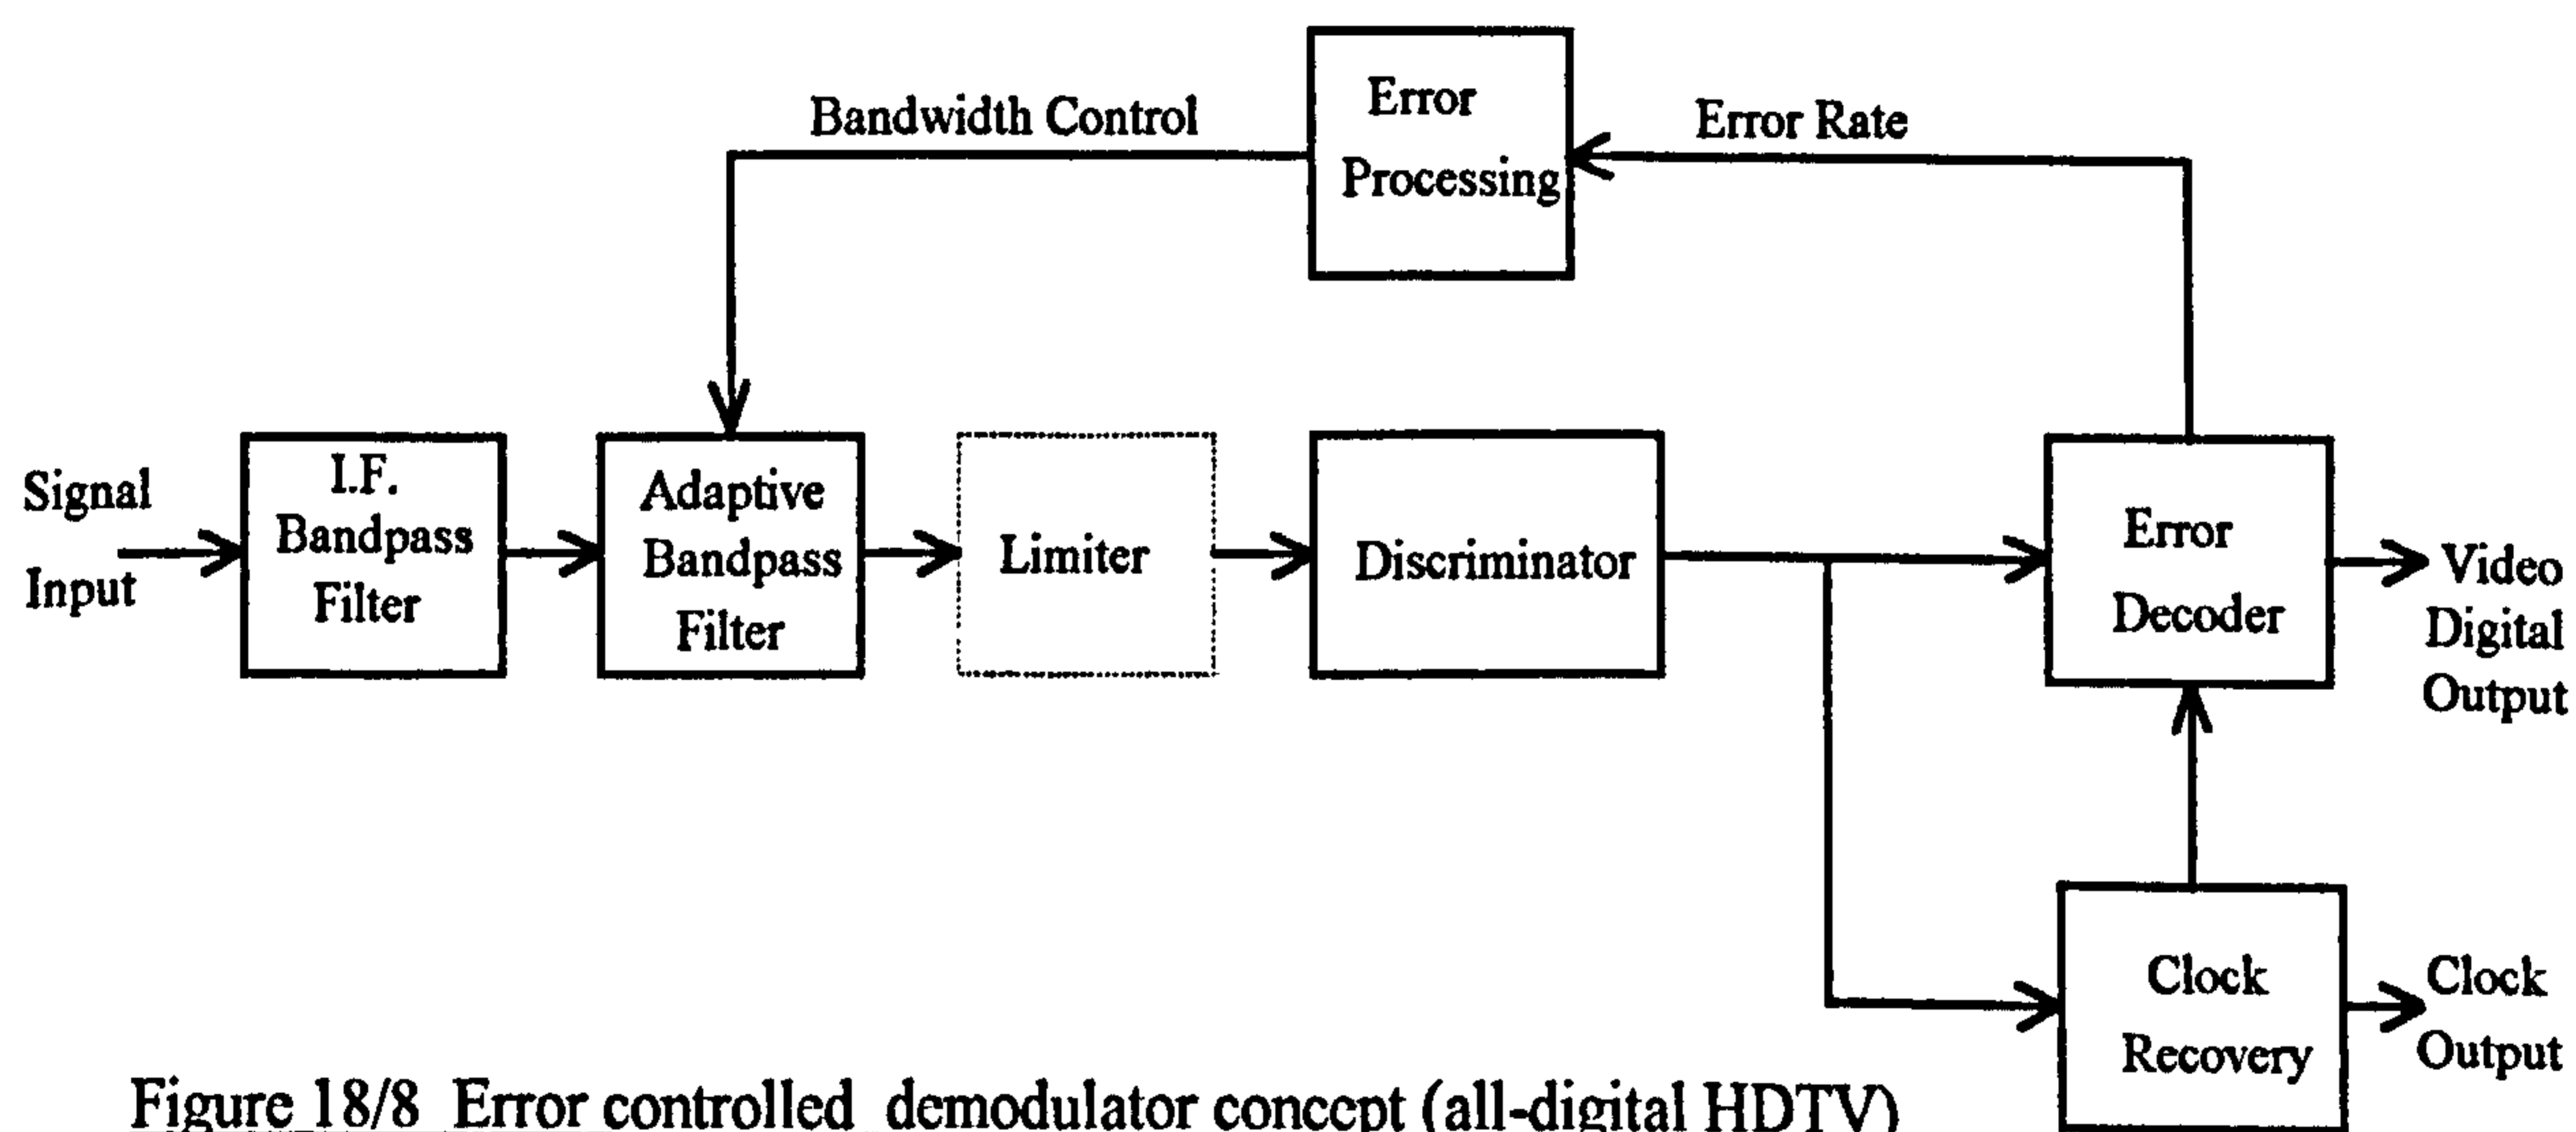 Error
Processing
Bandwidth Control
Error Rate
Signal
Input
I.F.
Bandpass
Filter
Adaptive
Bandpass
Filter
Limiter
Discriminator
Error
Decoder
Video
Digital
Output
Clock
Recovery
Clock
Output
Figure 18/8 Error controlled demodulator concept (all-digital HDTV)